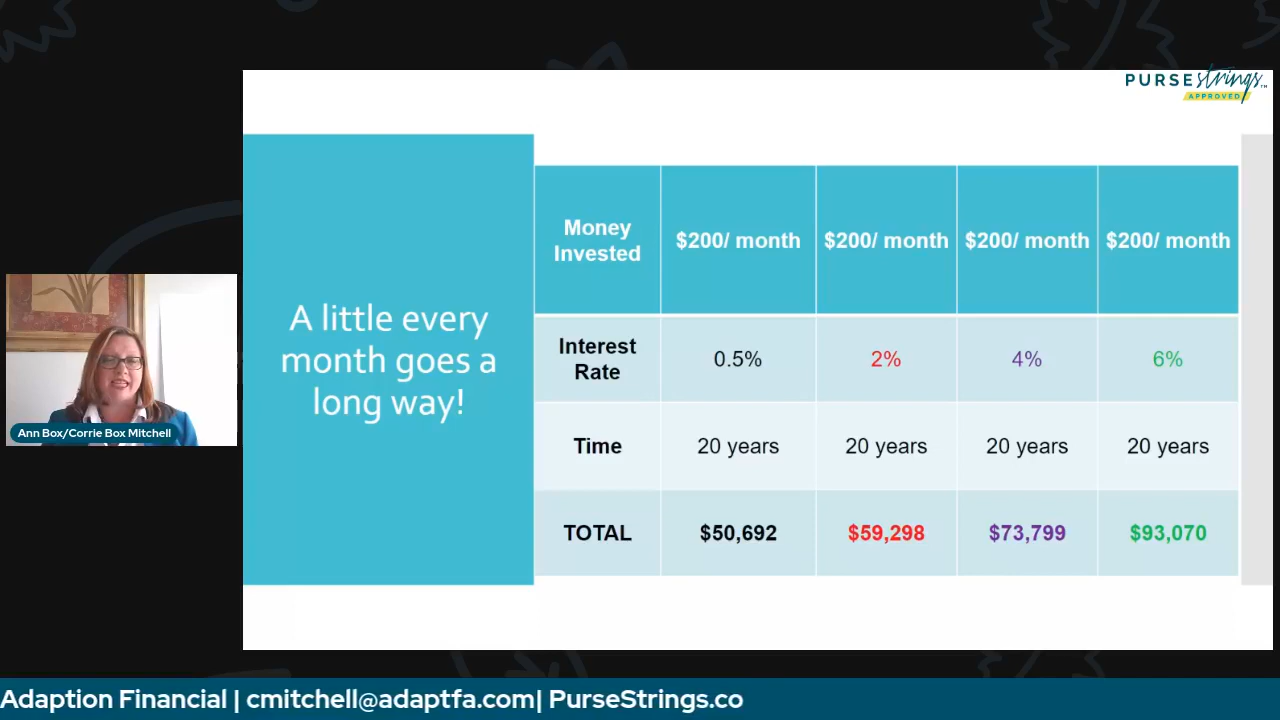 PURSE strings™
APPROVED
A little every
month goes a
long way!
Money
Invested
$200/ month
$200/ month
$200/ month
$200/ month
Interest
Rate
0.5%
2%
4%
6%
Time
20 years
20 years
20 years
20 years
TOTAL
$50,692
$59,298
$73,799
$93,070
Ann Box/Corrie Box Mitchell
Adaption Financial | cmitchell@adaptfa.com| PurseStrings.co